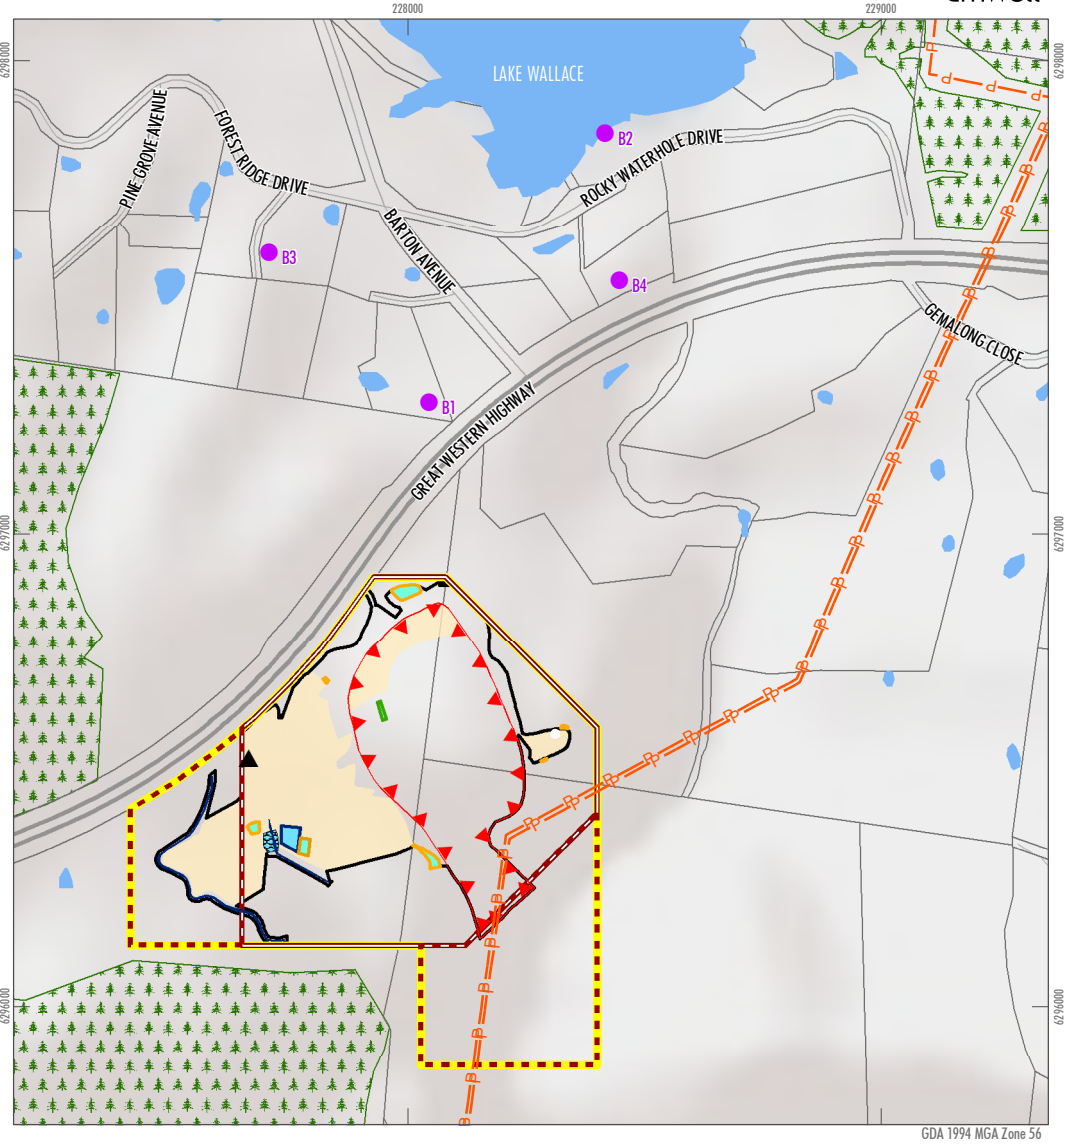 228000
229000
6298000
6298000
LAKE WALLACE
PINE GROVE AVENUE
FOREST RIDGE DRIVE
B2
ROCKY WATERHOLE DRIVE
BARTON AVENUE
B3
B4
GEMALONG CLOSE
B1
GREAT WESTERN HIGHWAY
6297000
6297000
6296000
6296000
GDA 1994 MGA Zone 56